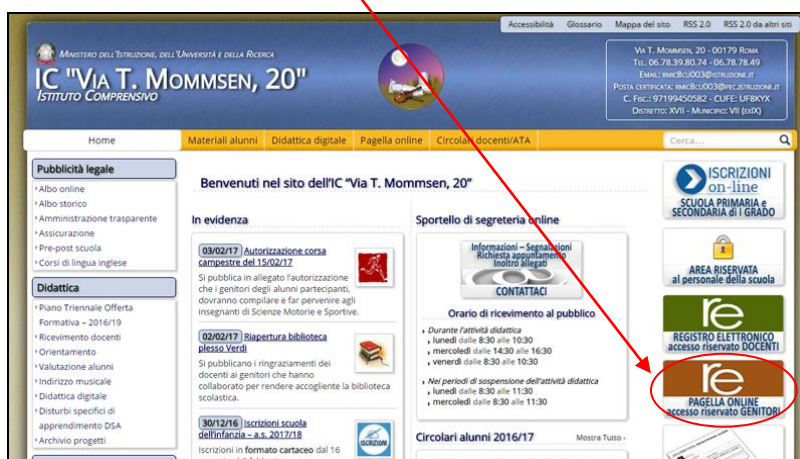 Accessibilità Glossario Mappa del sito RSS 2.0 RSS 2.0 da altri siti
Ministero dell'Istruzione, dell'Università e della Ricerca
IC "Via T. Mommsen, 20"
Istituto Comprensivo
Via T. Mommsen, 20 - 00179 Roma
Tel. 06.78.39.80.74 - 06.78.78.49
Email: rmic8cu003@istruzione.it
Posta certificata: rmic8cu003@pec.istruzione.it
C. Fisc.: 97199450582 - CUFE: UF8KYX
Distretto: XVII - Municipio: VII (exIX)
Home Materiali alunni Didattica digitale Pagella online Circolari docenti/ATA Cerca...
Pubblicità legale
Albo online
Albo storico
Amministrazione trasparente
Assicurazione
Pre-post scuola
Corsi di lingua inglese
Didattica
Piano Triennale Offerta
Formativa – 2016/19
Ricevimento docenti
Orientamento
Valutazione alunni
Indirizzo musicale
Didattica digitale
Disturbi specifici di
apprendimento DSA
Archivio progetti
Benvenuti nel sito dell'IC "Via T. Mommsen, 20"
In evidenza
03/02/17 Autorizzazione corsa
campestre del 15/02/17
Si pubblica in allegato l'autorizzazione
che i genitori degli alunni partecipanti,
dovranno compilare e far pervenire agli
insegnanti di Scienze Motorie e Sportive.
02/02/17 Riapertura biblioteca
plesso Verdi
Si pubblicano i ringraziamenti dei
docenti ai genitori che hanno
collaborato per rendere accogliente la biblioteca
scolastica.
30/12/16 Iscrizioni scuola
dell'infanzia – a.s. 2017/18
Iscrizioni in formato cartaceo dal 16
ISCRIZIONI
Sportello di segreteria online
Informazioni – Segnalazioni
Richiesta appuntamento
Inoltro allegati
CONTATTACI
Orario di ricevimento al pubblico
Durante l'attività didattica
lunedì dalle 8:30 alle 10:30
mercoledì dalle 14:30 alle 16:30
venerdì dalle 8:30 alle 10:30
Nei periodi di sospensione dell'attività didattica
lunedì dalle 8:30 alle 11:30
mercoledì dalle 8:30 alle 11:30
Circolari alunni 2016/17 Mostra Tutto ›
ISCRIZIONI
on-line
SCUOLA PRIMARIA e
SECONDARIA di I GRADO
AREA RISERVATA
al personale della scuola
re
REGISTRO ELETTRONICO
accesso riservato DOCENTI
re
PAGELLA ONLINE
accesso riservato GENITORI